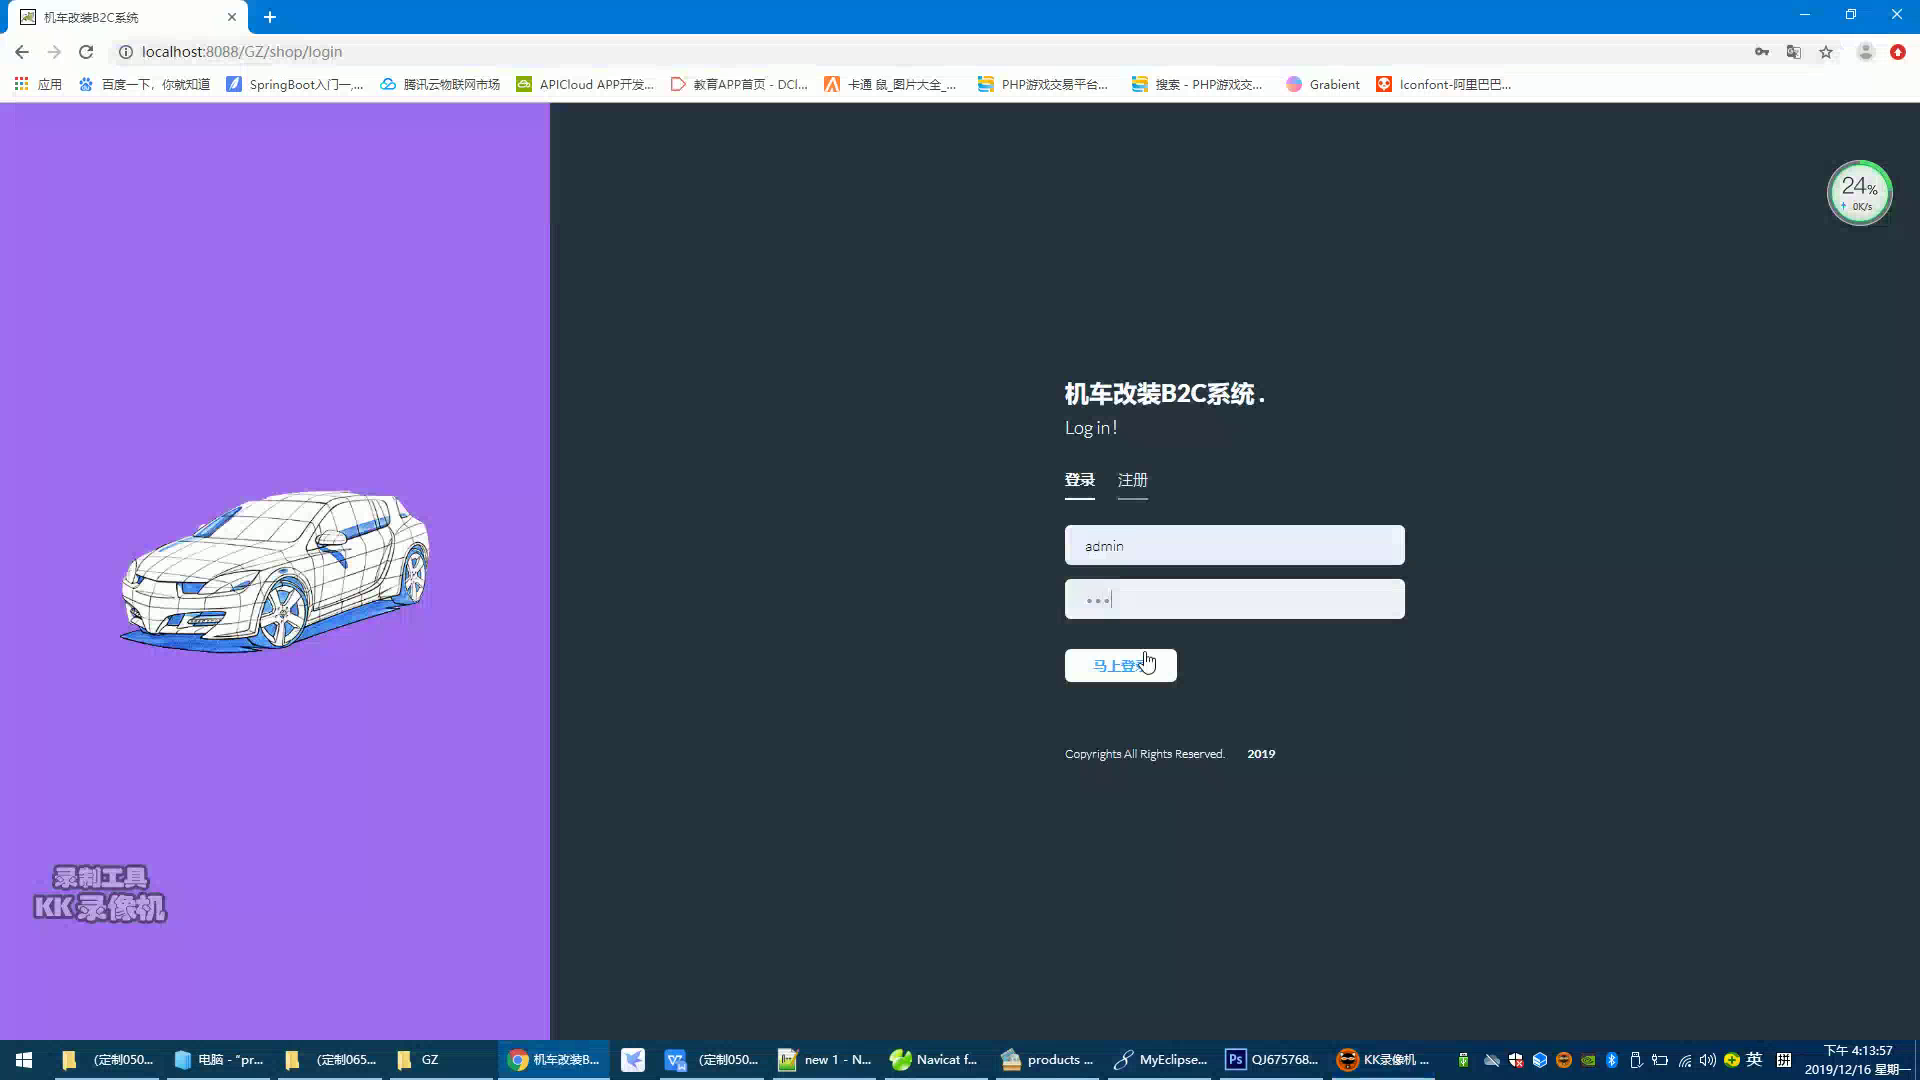 机车改装B2C系统
localhost:8088/GZ/shop/login
应用
百度一下，你就知道
SpringBoot入门一,...
腾讯云物联网市场
APICloud APP开发...
教育APP首页 - DCl...
卡通 鼠_图片大全_...
PHP游戏交易平台...
搜索 - PHP游戏交...
Grabient
Iconfont-阿里巴巴...
24%
0K/s
机车改装B2C系统 .
Log in !
登录 注册
admin
马上登
Copyrights All Rights Reserved. 2019
录制工具
KK 录像机
(定制050...
电脑 - "pr...
(定制065...
GZ
机车改装B...
(定制050...
new 1 - N...
Navicat f...
products ...
MyEclipse...
QJ675768...
KK录像机 ...
英
拼
下午 4:13:57
2019/12/16 星期一